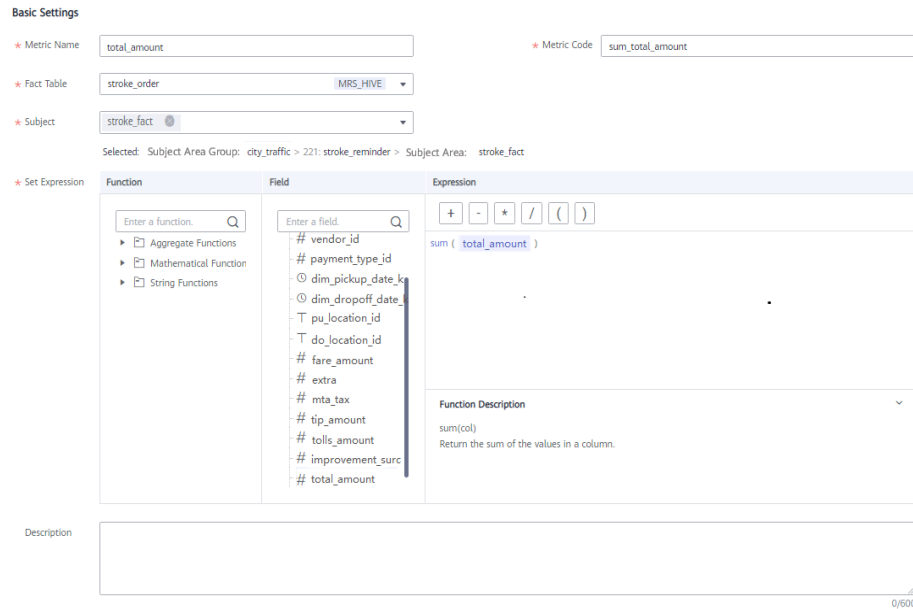 Basic Settings
* Metric Name total_amount * Metric Code sum_total_amount
* Fact Table stroke_order MRS_HIVE
* Subject stroke_fact
Selected: Subject Area Group: city_traffic > 221: stroke_reminder > Subject Area: stroke_fact
* Set Expression Function Field Expression
Enter a function. Enter a field. + - * / ( )
Aggregate Functions
Mathematical Function
String Functions
# vendor_id
# payment_type_id
dim_pickup_date_k
dim_dropoff_date_k
T pu_location_id
T do_location_id
# fare_amount
# extra
# mta_tax
# tip_amount
# tolls_amount
# improvement_surc
# total_amount
sum ( total_amount )
Function Description
sum(col)
Return the sum of the values in a column.
Description
0/600